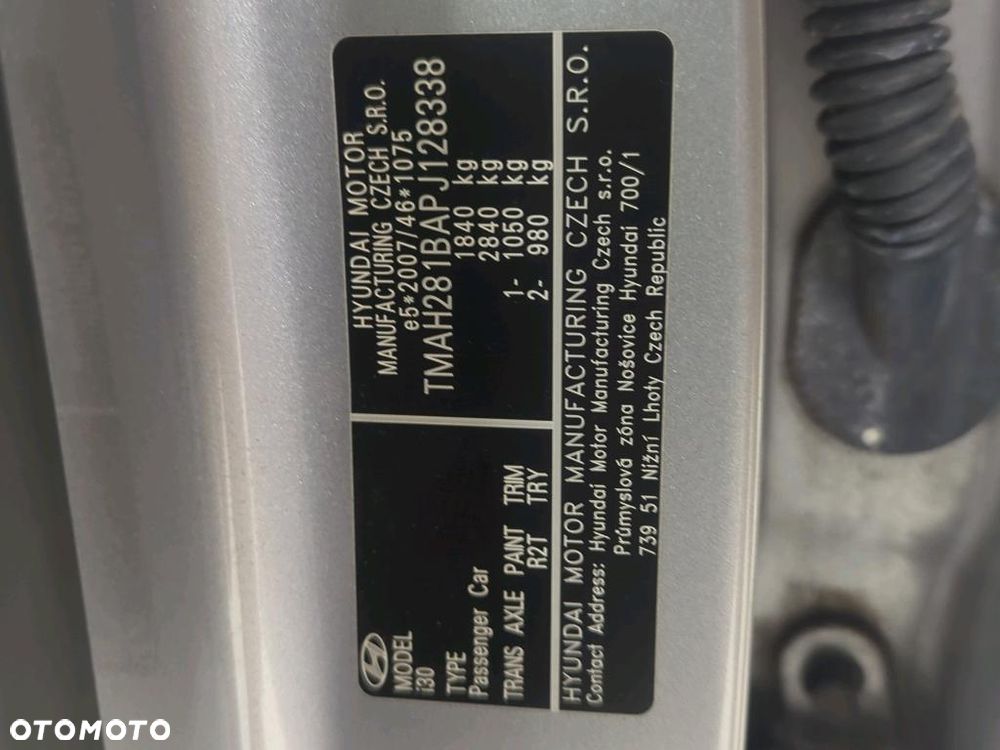 MODEL
i30
TYPE
Passenger Car
TRANS AXLE PAINT TRIM
R2T TRY
HYUNDAI MOTOR
MANUFACTURING CZECH S.R.O.
e5*2007/46*1075
TMAH281BAPJ128338
1840 kg
2840 kg
1- 1050 kg
2- 980 kg
HYUNDAI MOTOR MANUFACTURING CZECH S.R.O.
Contact Address: Hyundai Motor Manufacturing Czech s.r.o.
Průmyslová zóna Nošovice Hyundai 700/1
739 51 Nižní Lhoty Czech Republic
OTOMOTO